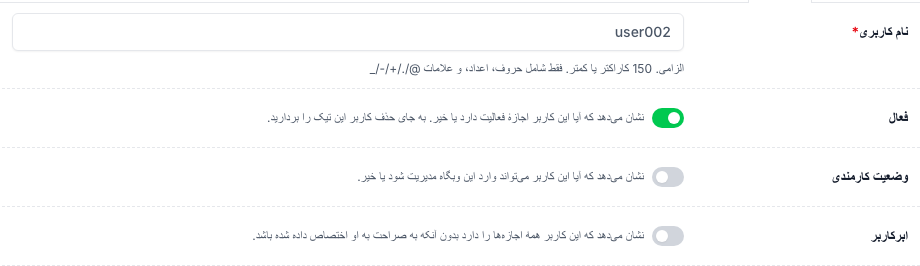 نام کاربری*
user002
الزامی. 150 کاراکتر یا کمتر. فقط شامل حروف، اعداد، و علامات @/./+/-/_
فعال
نشان می‌دهد که آیا این کاربر اجازهٔ فعالیت دارد یا خیر. به جای حذف کاربر این تیک را بردارید.
وضعیت کارمندی
نشان می‌دهد که آیا این کاربر می‌تواند وارد این وبگاه مدیریت شود یا خیر.
ابرکاربر
نشان می‌دهد که این کاربر همهٔ اجازه‌ها را دارد بدون آنکه به صراحت به او اختصاص داده شده باشد.